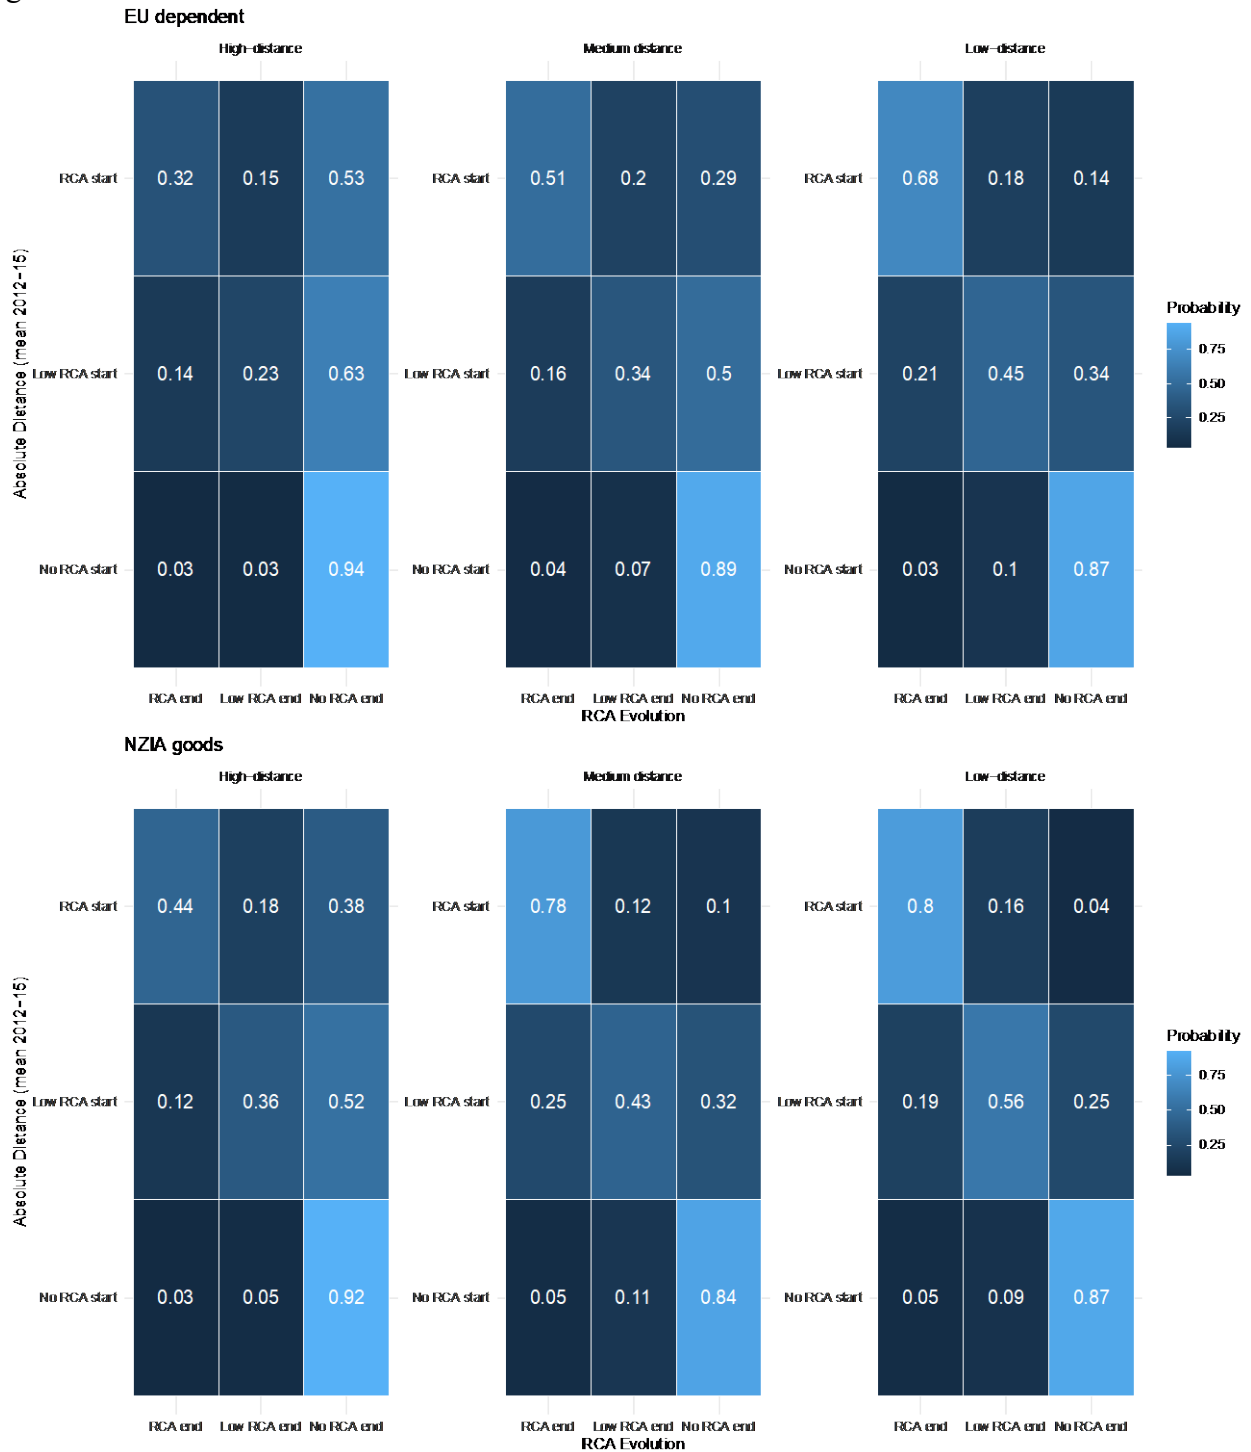 EU dependent
High-distance Medium distance Low-distance
RCA start 0.32 0.15 0.53 RCA start 0.51 0.2 0.29 RCA start 0.68 0.18 0.14
Absolute Distance (mean 2012-15)
Probability
0.75
0.50
0.25
Low RCA start 0.14 0.23 0.63 Low RCA start 0.16 0.34 0.5 Low RCA start 0.21 0.45 0.34
No RCA start 0.03 0.03 0.94 No RCA start 0.04 0.07 0.89 No RCA start 0.03 0.1 0.87
RCA end Low RCA end No RCA end RCA end Low RCA end No RCA end RCA end Low RCA end No RCA end
RCA Evolution
NZIA goods
High-distance Medium distance Low-distance
RCA start 0.44 0.18 0.38 RCA start 0.78 0.12 0.1 RCA start 0.8 0.16 0.04
Absolute Distance (mean 2012-15)
Probability
0.75
0.50
0.25
Low RCA start 0.12 0.36 0.52 Low RCA start 0.25 0.43 0.32 Low RCA start 0.19 0.56 0.25
No RCA start 0.03 0.05 0.92 No RCA start 0.05 0.11 0.84 No RCA start 0.05 0.09 0.87
RCA end Low RCA end No RCA end RCA end Low RCA end No RCA end RCA end Low RCA end No RCA end
RCA Evolution